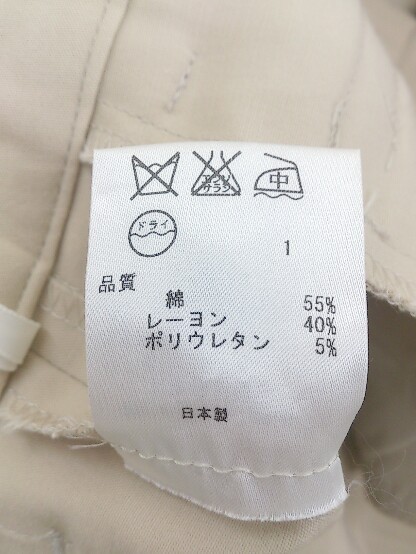 エンソ
サラシ
中
ドライ
1
品質
綿 55%
レーヨン 40%
ポリウレタン 5%
日本製